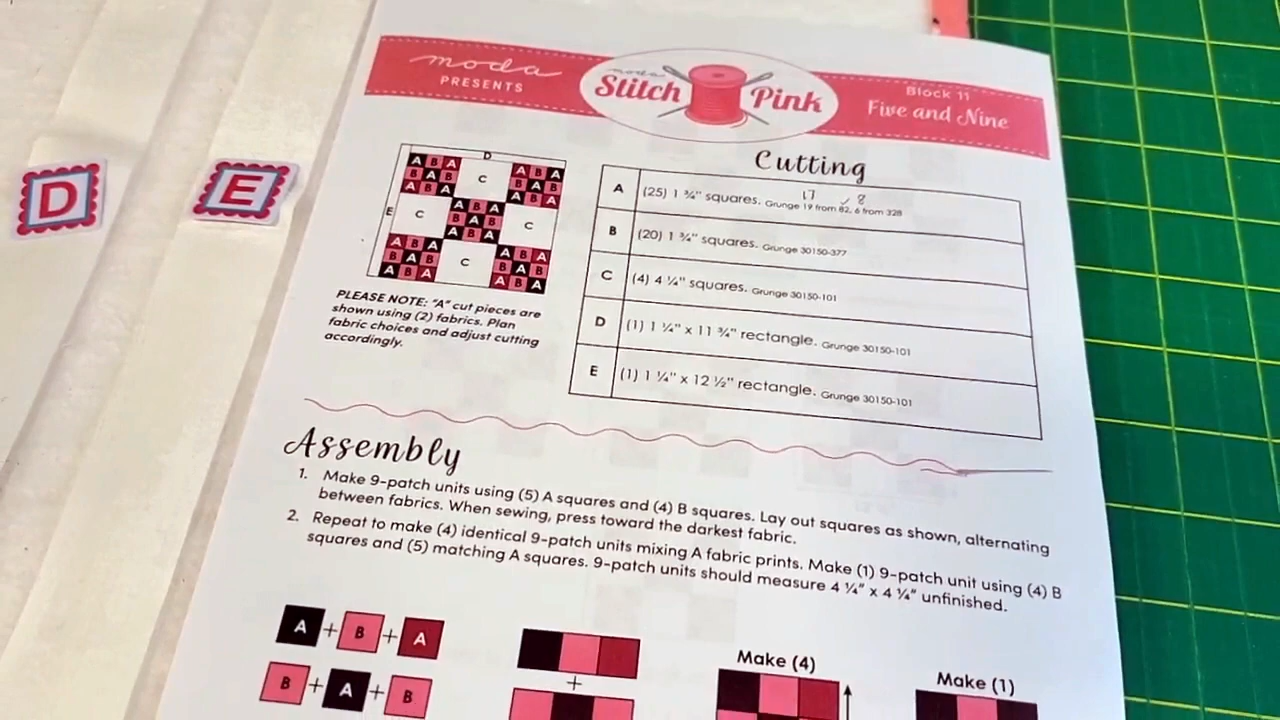 D
E
moda
PRESENTS
moda
Stitch Pink
Block 11
Five and Nine
D
A B A
B A B
A B A
C
A B A
B A B
A B A
E
C
A B A
B A B
A B A
C
A B A
B A B
A B A
C
A B A
B A B
A B A
PLEASE NOTE: "A" cut pieces are
shown using (2) fabrics. Plan
fabric choices and adjust cutting
accordingly.
Cutting
17 8
A (25) 1 ¾" squares. Grunge 19 from 82, 6 from 328
B (20) 1 ¾" squares. Grunge 30150-377
C (4) 4 ¼" squares. Grunge 30150-101
D (1) 1 ¼" x 11 ¾" rectangle. Grunge 30150-101
E (1) 1 ¼" x 12 ½" rectangle. Grunge 30150-101
Assembly
1. Make 9-patch units using (5) A squares and (4) B squares. Lay out squares as shown, alternating
between fabrics. When sewing, press toward the darkest fabric.
2. Repeat to make (4) identical 9-patch units mixing A fabric prints. Make (1) 9-patch unit using (4) B
squares and (5) matching A squares. 9-patch units should measure 4 ¼" x 4 ¼" unfinished.
A + B + A
B + A + B
+
Make (4)
Make (1)